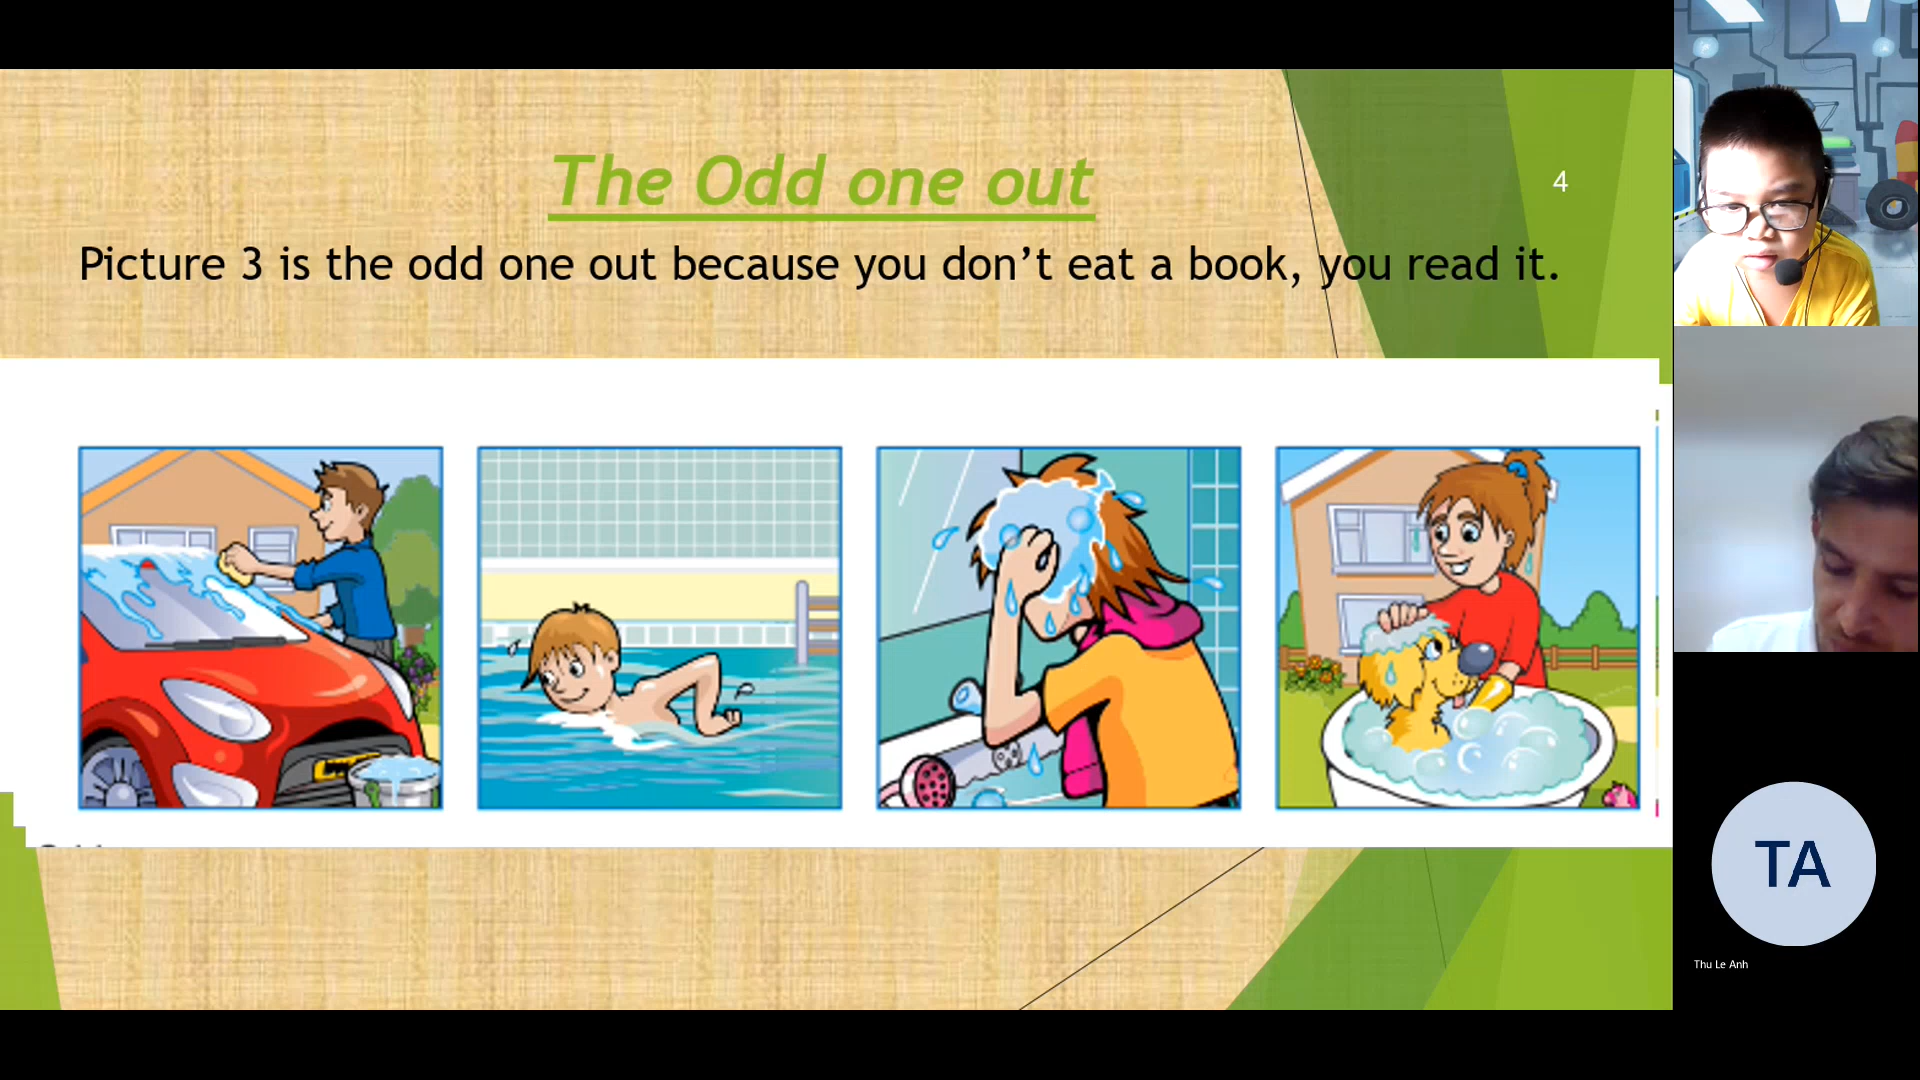 The Odd one out
4
Picture 3 is the odd one out because you don’t eat a book, you read it.
TA
Thu Le Anh